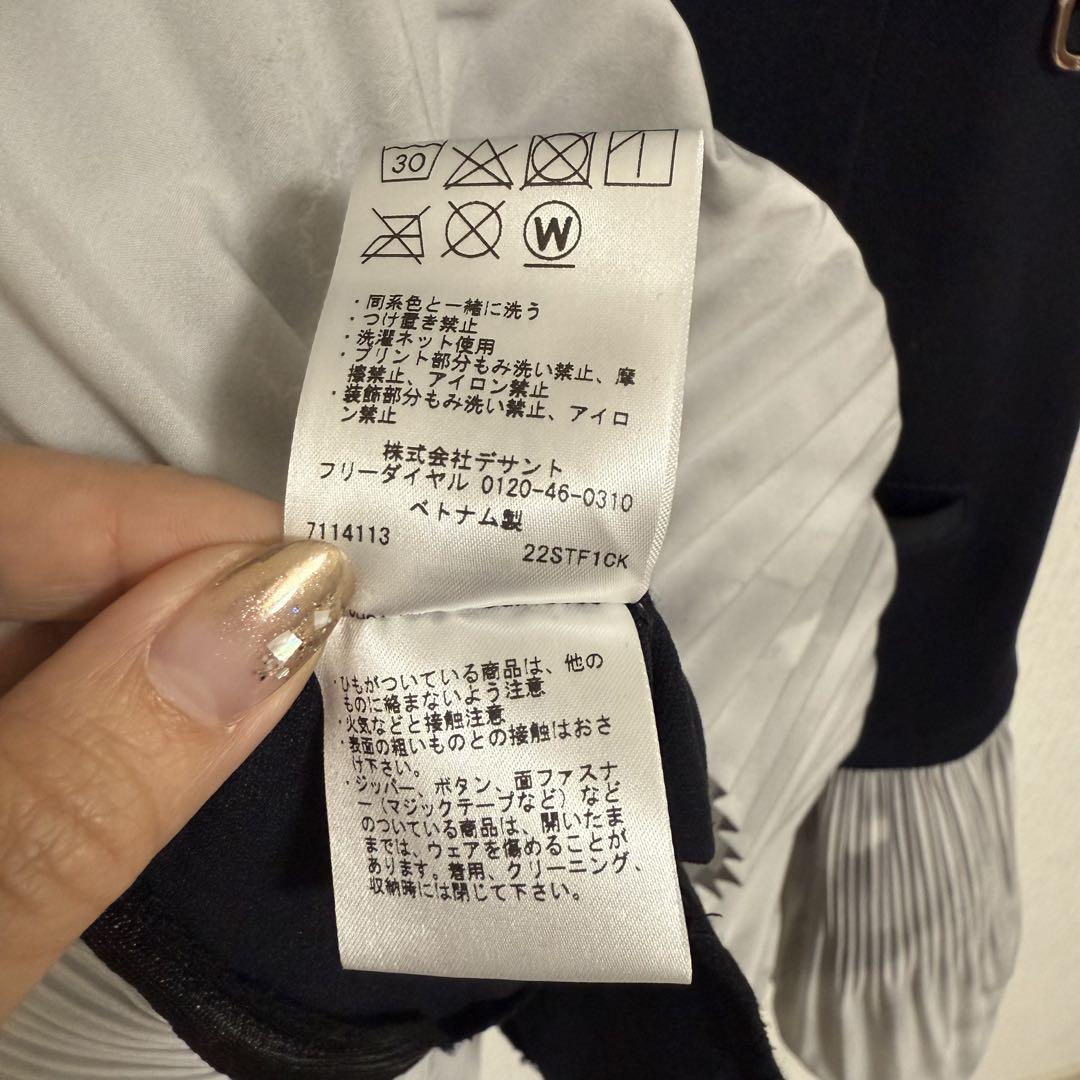 30
W
・同系色と一緒に洗う
・つけ置き禁止
・洗濯ネット使用
・プリント部分もみ洗い禁止、摩
擦禁止、アイロン禁止
・装飾部分もみ洗い禁止、アイロ
ン禁止
株式会社デサント
フリーダイヤル 0120-46-0310
ベトナム製
7114113 22STF1CK
・ひもがついている商品は、他の
ものに絡まないよう注意
・火気などと接触注意
・表面の粗いものとの接触はおさ
け下さい。
・ジッパー、ボタン、面ファスナ
ー(マジックテープなど)など
のついている商品は、開いたま
までは、ウェアを傷めることが
あります。着用、クリーニング、
収納時には閉じて下さい。